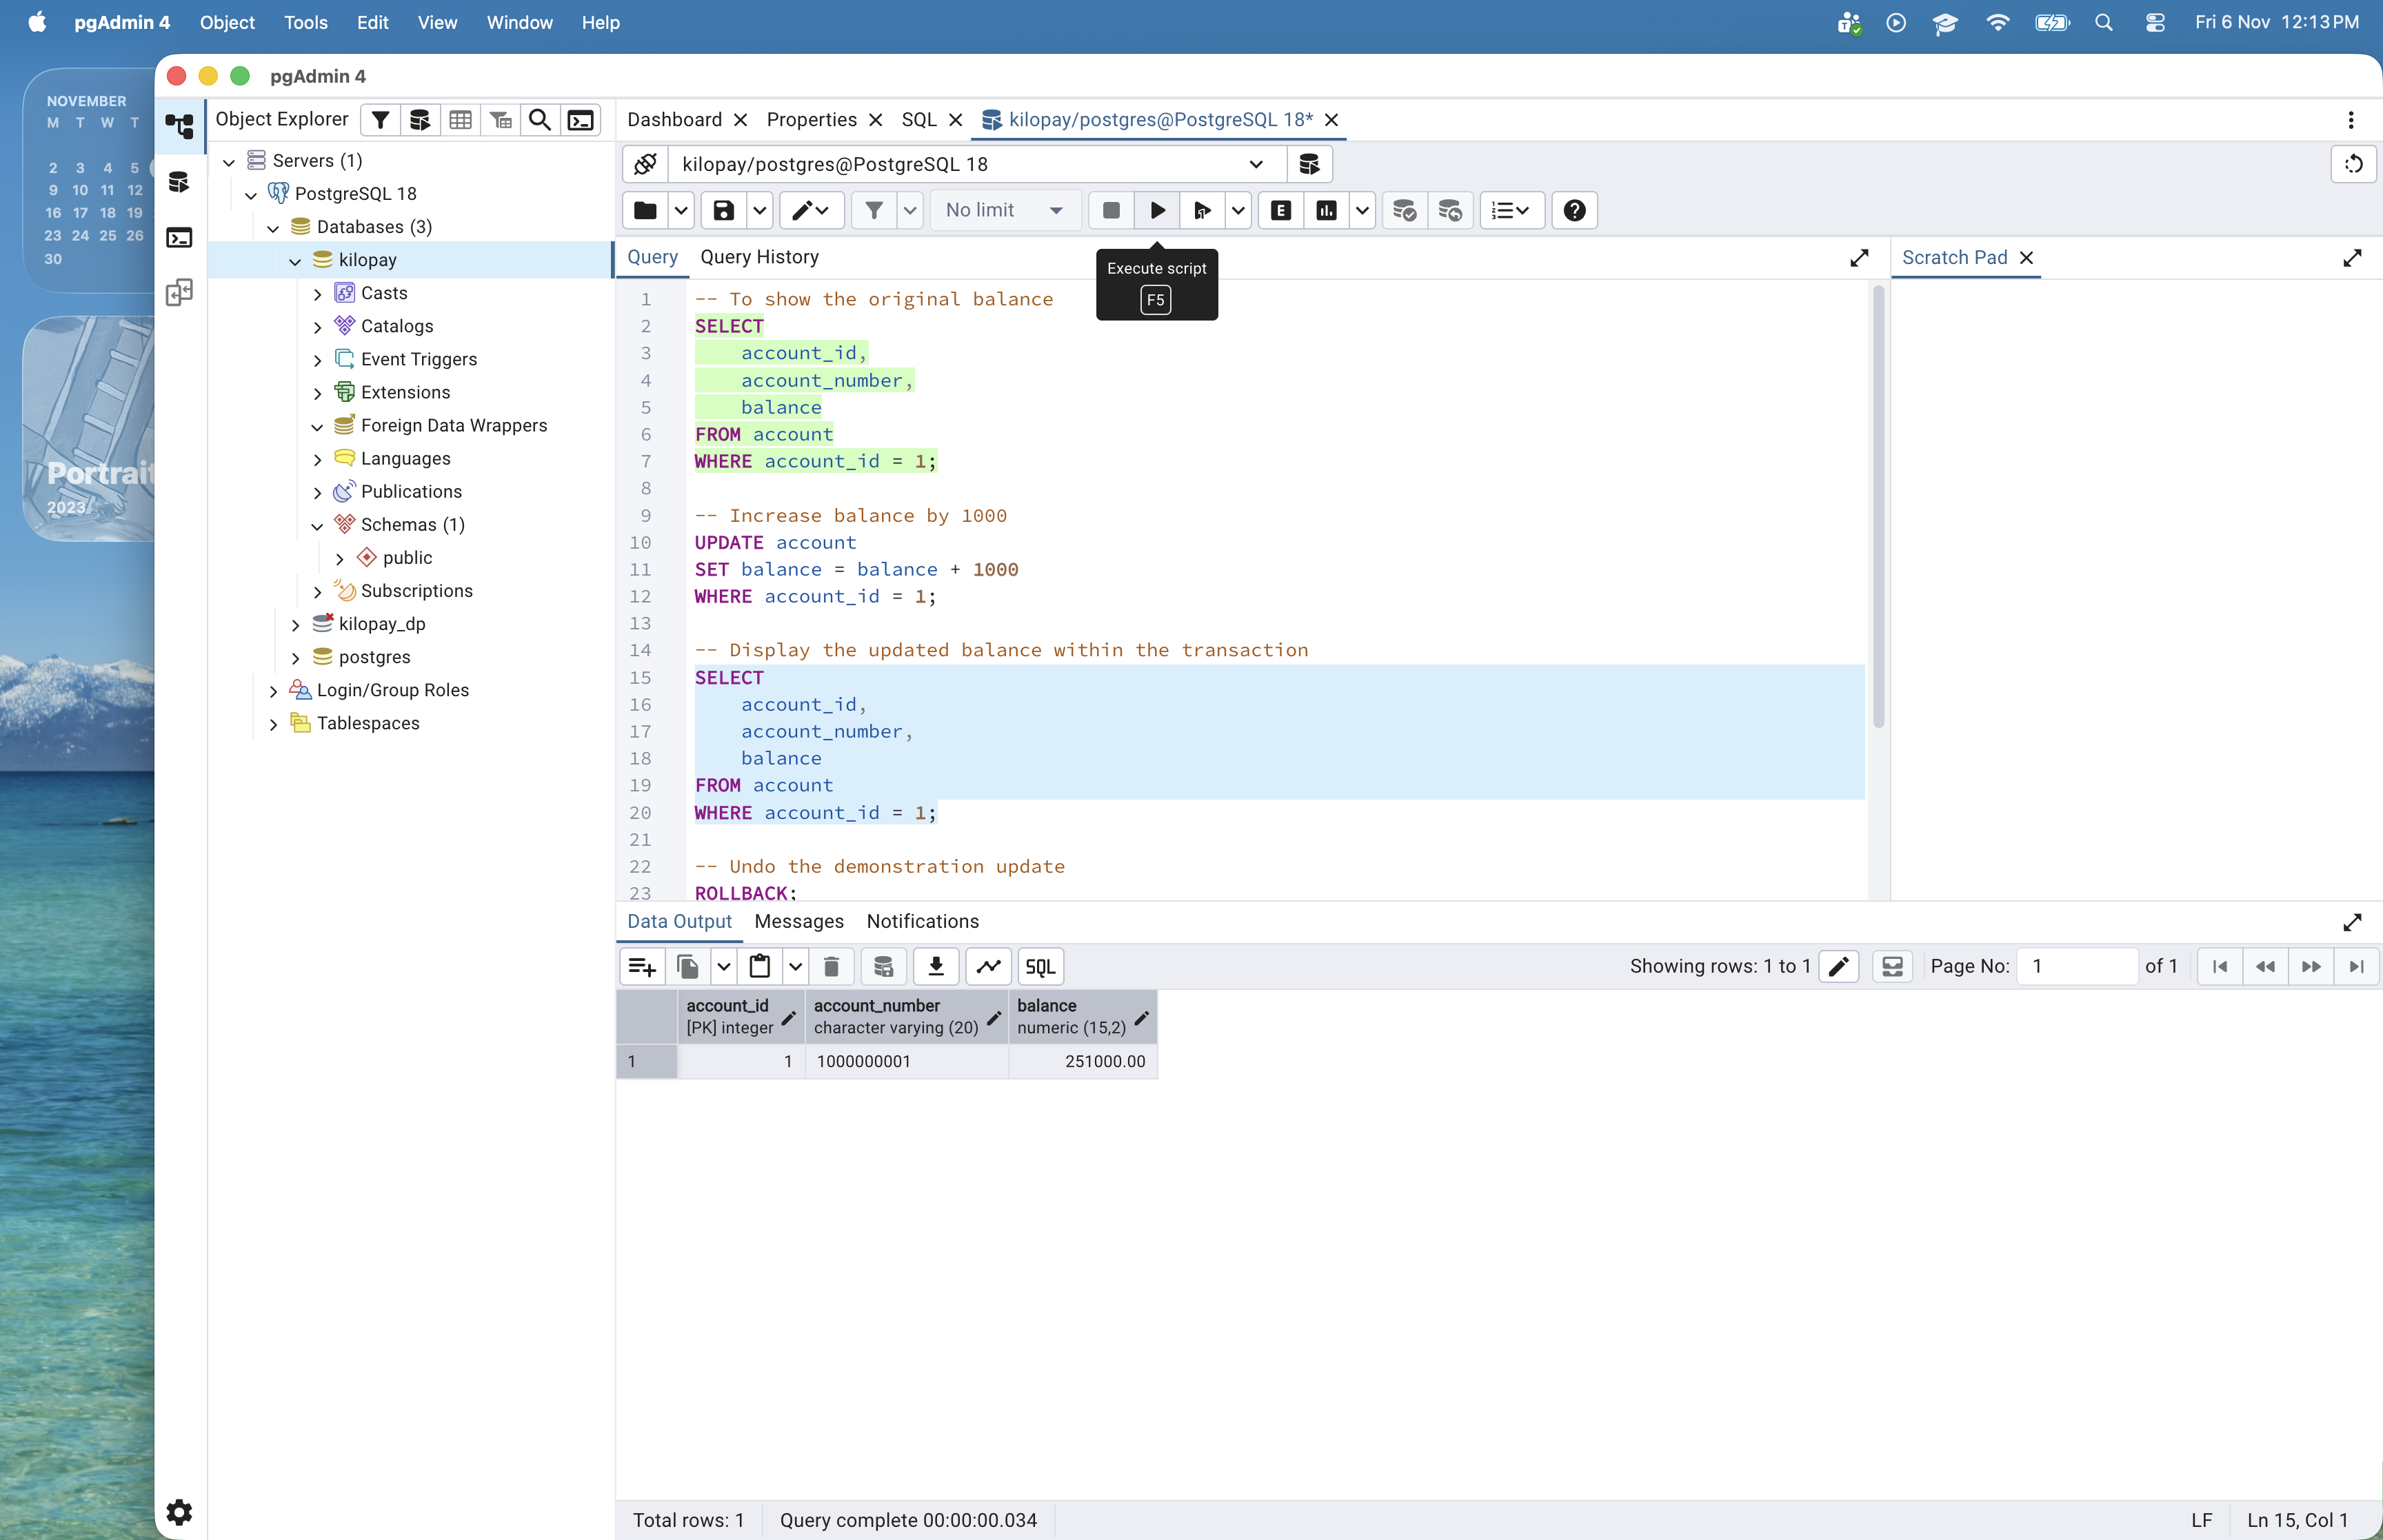 pgAdmin 4 Object Tools Edit View Window Help
Fri 6 Nov 12:13 PM
NOVEMBER
M T W T
2 3 4 5
9 10 11 12
16 17 18 19
23 24 25 26
30
Portrait
2023
pgAdmin 4
Object Explorer
Servers (1)
PostgreSQL 18
Databases (3)
kilopay
Casts
Catalogs
Event Triggers
Extensions
Foreign Data Wrappers
Languages
Publications
Schemas (1)
public
Subscriptions
kilopay_dp
postgres
Login/Group Roles
Tablespaces
Dashboard Properties SQL kilopay/postgres@PostgreSQL 18*
kilopay/postgres@PostgreSQL 18
No limit
E
Execute script
F5
Query Query History
Scratch Pad
1 -- To show the original balance
2 SELECT
3 account_id,
4 account_number,
5 balance
6 FROM account
7 WHERE account_id = 1;
8
9 -- Increase balance by 1000
10 UPDATE account
11 SET balance = balance + 1000
12 WHERE account_id = 1;
13
14 -- Display the updated balance within the transaction
15 SELECT
16 account_id,
17 account_number,
18 balance
19 FROM account
20 WHERE account_id = 1;
21
22 -- Undo the demonstration update
23 ROLLBACK;
Data Output Messages Notifications
SQL
Showing rows: 1 to 1
Page No: 1 of 1
account_id account_number balance
[PK] integer character varying (20) numeric (15,2)
1 1 1000000001 251000.00
Total rows: 1 Query complete 00:00:00.034
LF Ln 15, Col 1